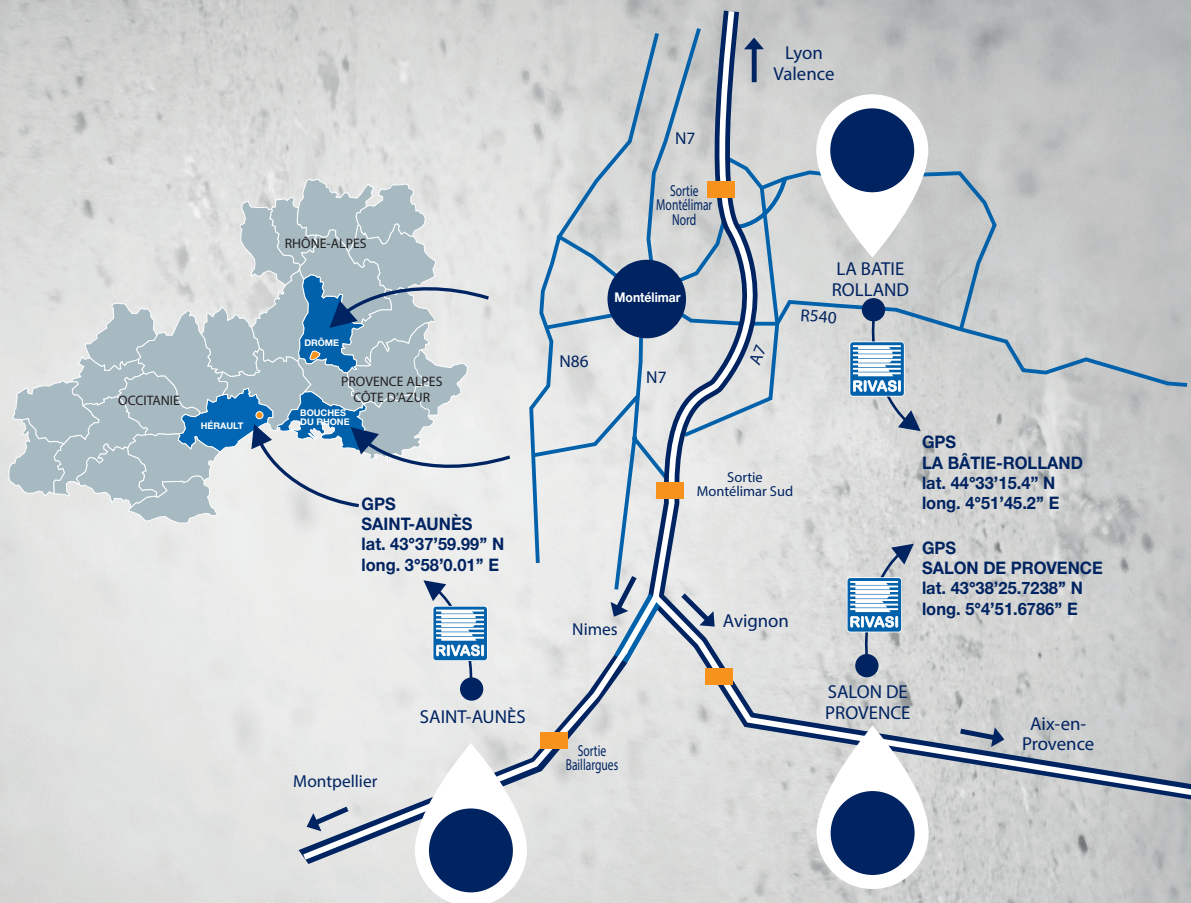 Lyon
Valence
N7
Sortie
Montélimar
Nord
RHÔNE-ALPES
LA BATIE
ROLLAND
Montélimar
R540
DRÔME
A7
N86
N7
PROVENCE ALPES
CÔTE D'AZUR
OCCITANIE
BOUCHES
DU RHONE
HÉRAULT
RIVASI
GPS
LA BÂTIE-ROLLAND
lat. 44°33’15.4” N
long. 4°51’45.2” E
Sortie
Montélimar Sud
GPS
SAINT-AUNÈS
lat. 43°37’59.99” N
long. 3°58’0.01” E
GPS
SALON DE PROVENCE
lat. 43°38’25.7238” N
long. 5°4’51.6786” E
RIVASI
RIVASI
Nimes
Avignon
SALON DE
PROVENCE
SAINT-AUNÈS
Aix-en-
Provence
Sortie
Baillargues
Montpellier